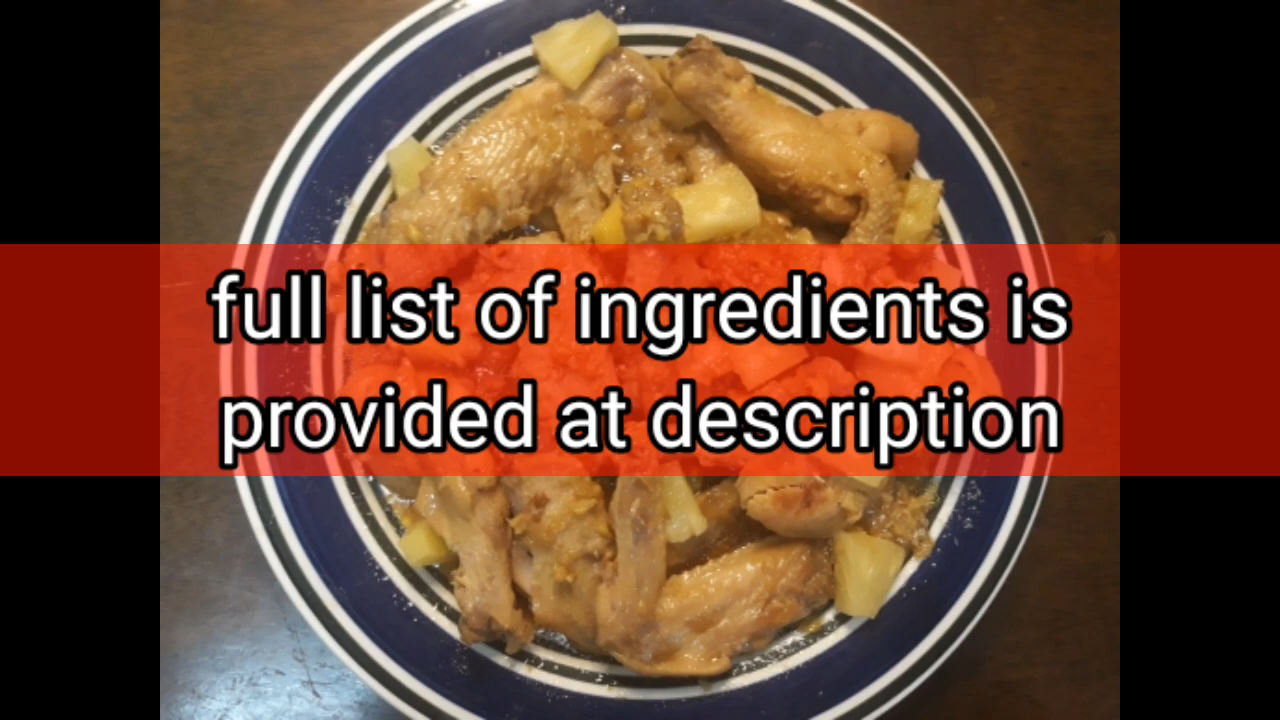 full list of ingredients is
provided at description